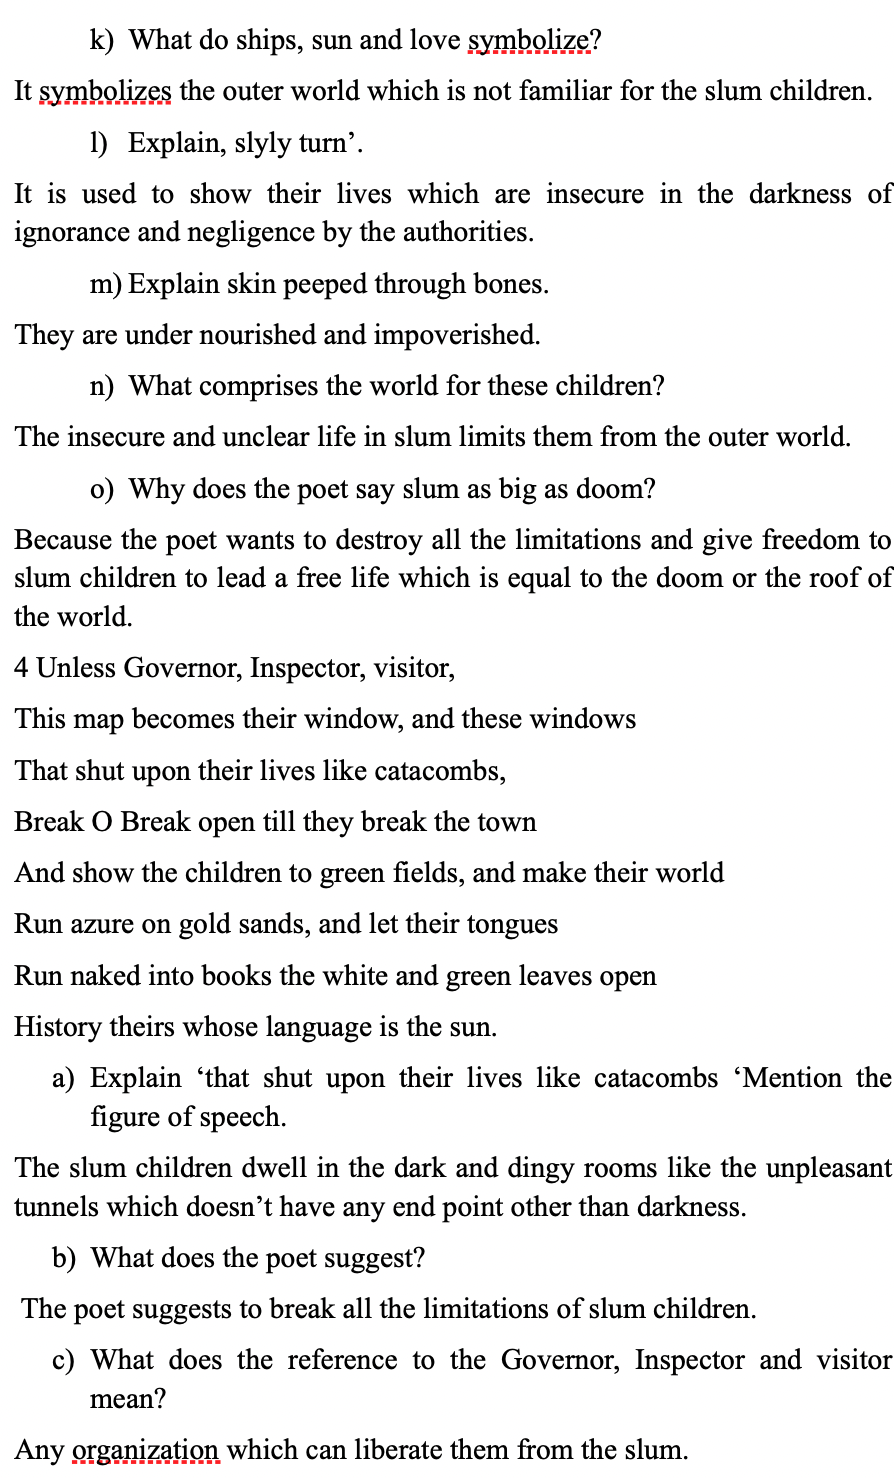 k) What do ships, sun and love symbolize?
It symbolizes the outer world which is not familiar for the slum children.
l) Explain, slyly turn’.
It is used to show their lives which are insecure in the darkness of
ignorance and negligence by the authorities.
m) Explain skin peeped through bones.
They are under nourished and impoverished.
n) What comprises the world for these children?
The insecure and unclear life in slum limits them from the outer world.
o) Why does the poet say slum as big as doom?
Because the poet wants to destroy all the limitations and give freedom to
slum children to lead a free life which is equal to the doom or the roof of
the world.
4 Unless Governor, Inspector, visitor,
This map becomes their window, and these windows
That shut upon their lives like catacombs,
Break O Break open till they break the town
And show the children to green fields, and make their world
Run azure on gold sands, and let their tongues
Run naked into books the white and green leaves open
History theirs whose language is the sun.
a) Explain ‘that shut upon their lives like catacombs ‘Mention the
figure of speech.
The slum children dwell in the dark and dingy rooms like the unpleasant
tunnels which doesn’t have any end point other than darkness.
b) What does the poet suggest?
The poet suggests to break all the limitations of slum children.
c) What does the reference to the Governor, Inspector and visitor
mean?
Any organization which can liberate them from the slum.